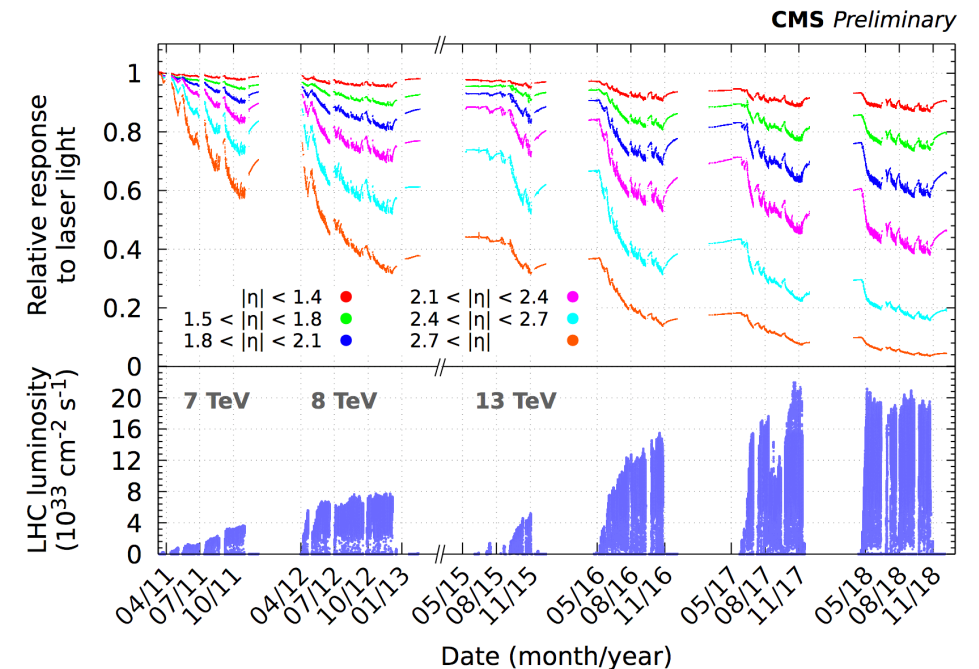 CMS Preliminary
Relative response
to laser light
1
0.8
0.6
0.4
0.2
0
|η| < 1.4
1.5 < |η| < 1.8
1.8 < |η| < 2.1
2.1 < |η| < 2.4
2.4 < |η| < 2.7
2.7 < |η|
LHC luminosity
(10³³ cm⁻² s⁻¹)
20
16
12
8
4
0
7 TeV
8 TeV
13 TeV
04/11
07/11
10/11
04/12
07/12
10/12
01/13
05/15
08/15
11/15
05/16
08/16
11/16
05/17
08/17
11/17
05/18
08/18
11/18
Date (month/year)